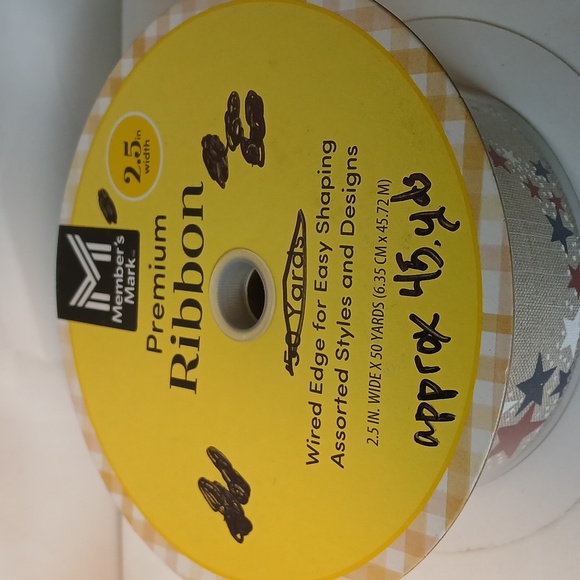 Member's
Mark™
2.5in
width
Premium
Ribbon
50 Yards
Wired Edge for Easy Shaping
Assorted Styles and Designs
2.5 IN. WIDE X 50 YARDS (6.35 CM x 45.72 M)
approx 45. yds